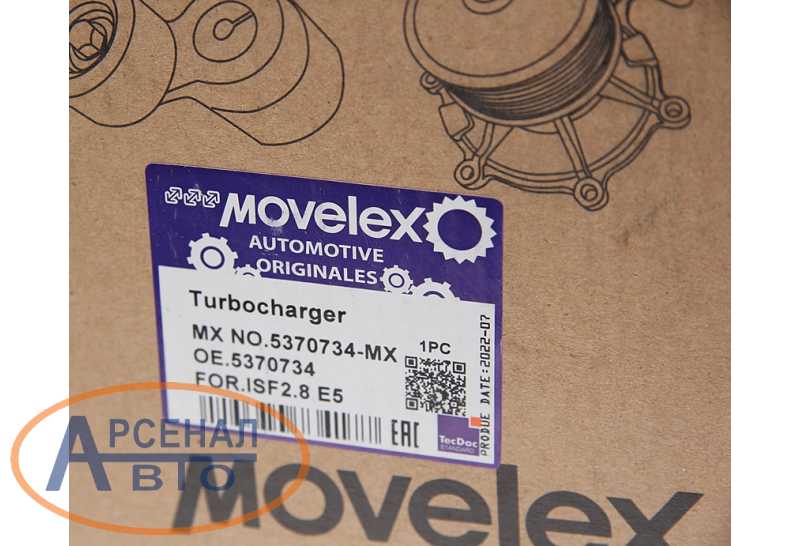 MOVELEX
AUTOMOTIVE
ORIGINALES
Turbocharger
MX NO.5370734-MX
1PC
OE.5370734
FOR.ISF2.8 E5
EAC
TecDoc
STANDARD
PRODUE DATE:2022-07
АРСЕНАЛ
АВТО
MOVELEX